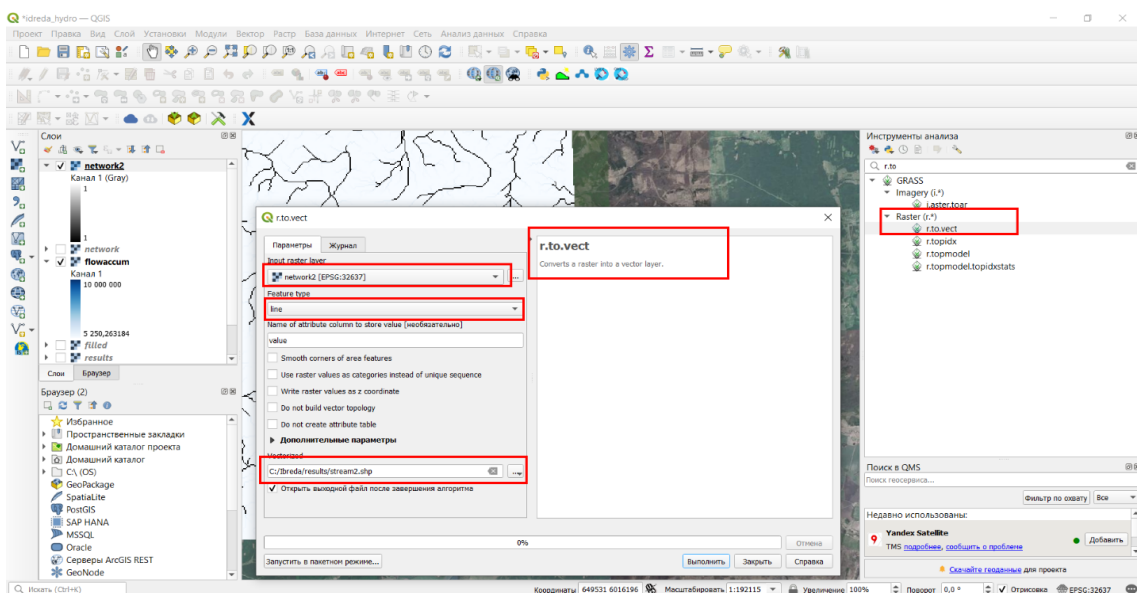 *idreda_hydro — QGIS
Проект Правка Вид Слой Установки Модули Вектор Растр База данных Интернет Сеть Анализ данных Справка
Слои
network2
Канал 1 (Gray)
1
1
network
flowaccum
Канал 1
10 000 000
5 250,263184
filled
results
Слои Браузер
Браузер (2)
Избранное
Пространственные закладки
Домашний каталог проекта
Домашний каталог
C:\ (OS)
GeoPackage
SpatiaLite
PostGIS
SAP HANA
MSSQL
Oracle
Серверы ArcGIS REST
GeoNode
r.to.vect
Параметры Журнал
Input raster layer
network2 [EPSG:32637]
...
Feature type
line
Name of attribute column to store value [необязательно]
value
Smooth corners of area features
Use raster values as categories instead of unique sequence
Write raster values as z coordinate
Do not build vector topology
Do not create attribute table
Дополнительные параметры
Vectorized
C:/Ibreda/results/stream2.shp
...
Открыть выходной файл после завершения алгоритма
r.to.vect
Converts a raster into a vector layer.
0%
Отмена
Запустить в пакетном режиме...
Выполнить Закрыть Справка
Инструменты анализа
r.to
GRASS
Imagery (i.*)
i.aster.toar
Raster (r.*)
r.to.vect
r.topidx
r.topmodel
r.topmodel.topidxstats
Поиск в QMS
Поиск геосервиса...
Фильтр по охвату Все
Недавно использованы:
Yandex Satellite
TMS подробнее, сообщить о проблеме
Добавить
Скачайте геоданные для проекта
Искать (Ctrl+K)
Координаты 649531 6016196 Масштабировать 1:192115 Увеличение 100% Поворот 0,0 ° Отрисовка EPSG:32637